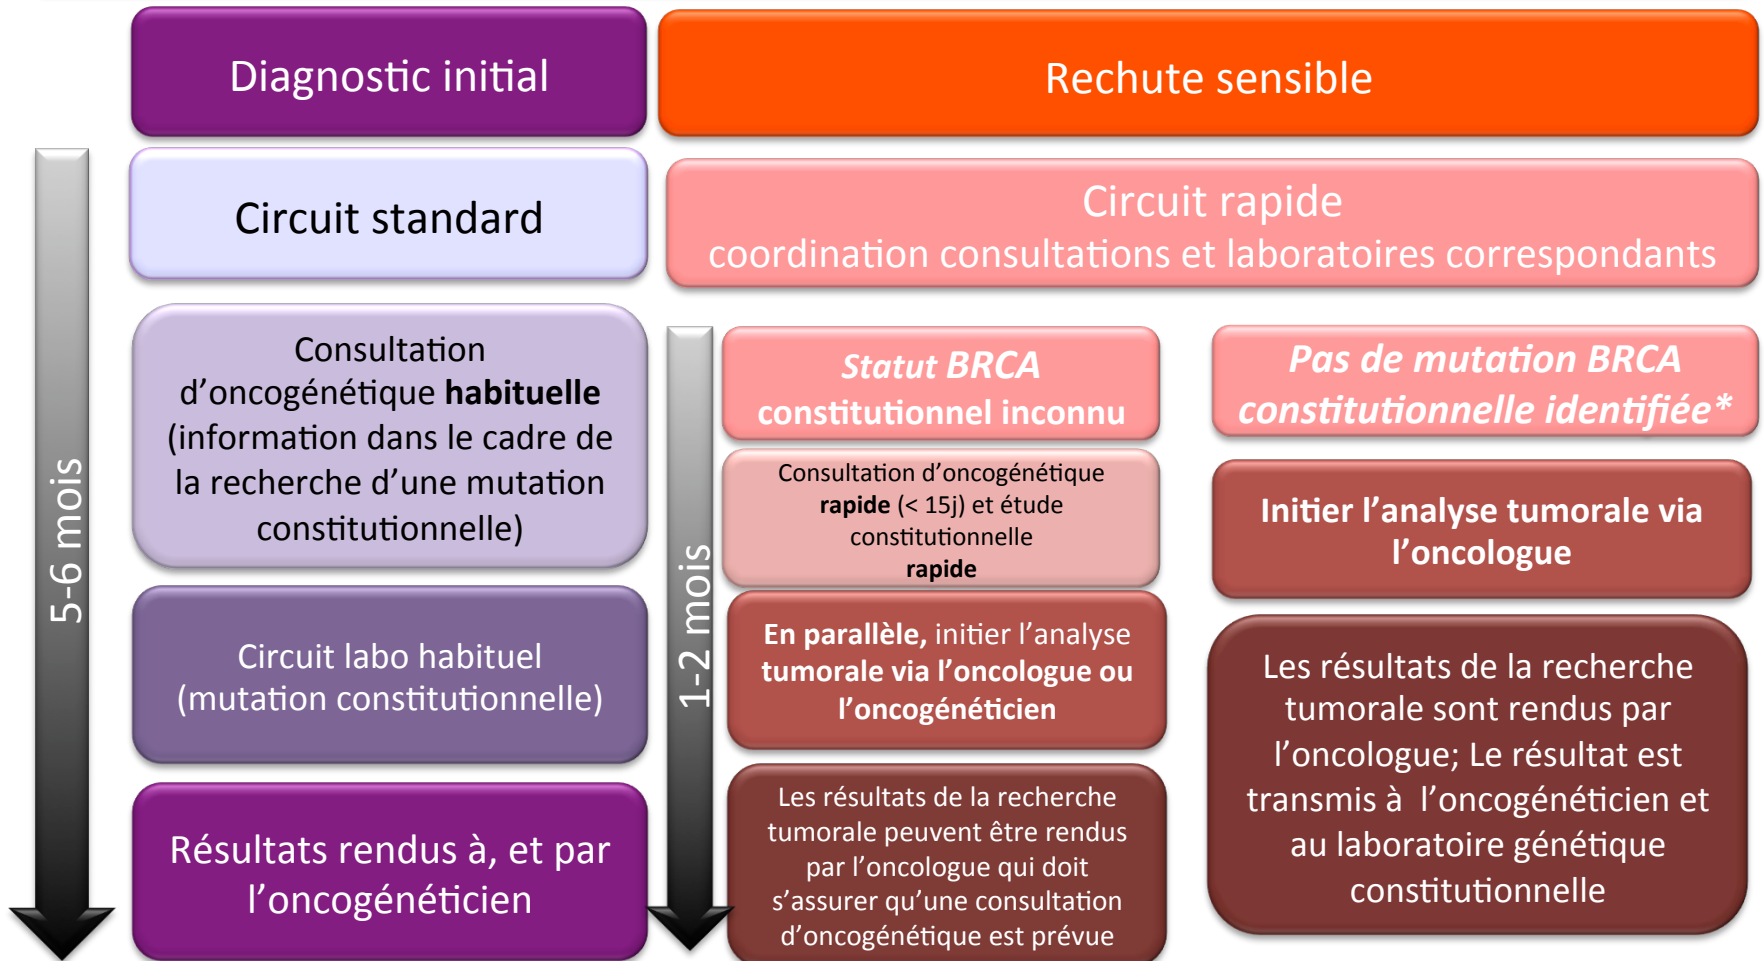 Diagnostic initial
Rechute sensible
5-6 mois
Circuit standard
Circuit rapide
coordination consultations et laboratoires correspondants
Consultation
d’oncogénétique habituelle
(information dans le cadre de
la recherche d’une mutation
constitutionnelle)
Circuit labo habituel
(mutation constitutionnelle)
Résultats rendus à, et par
l’oncogénéticien
1-2 mois
Statut BRCA
constitutionnel inconnu
Consultation d’oncogénétique
rapide (< 15j) et étude
constitutionnelle
rapide
En parallèle, initier l’analyse
tumorale via l’oncologue ou
l’oncogénéticien
Les résultats de la recherche
tumorale peuvent être rendus
par l’oncologue qui doit
s’assurer qu’une consultation
d’oncogénétique est prévue
Pas de mutation BRCA
constitutionnelle identifiée*
Initier l’analyse tumorale via
l’oncologue
Les résultats de la recherche
tumorale sont rendus par
l’oncologue; Le résultat est
transmis à l’oncogénéticien et
au laboratoire génétique
constitutionnelle